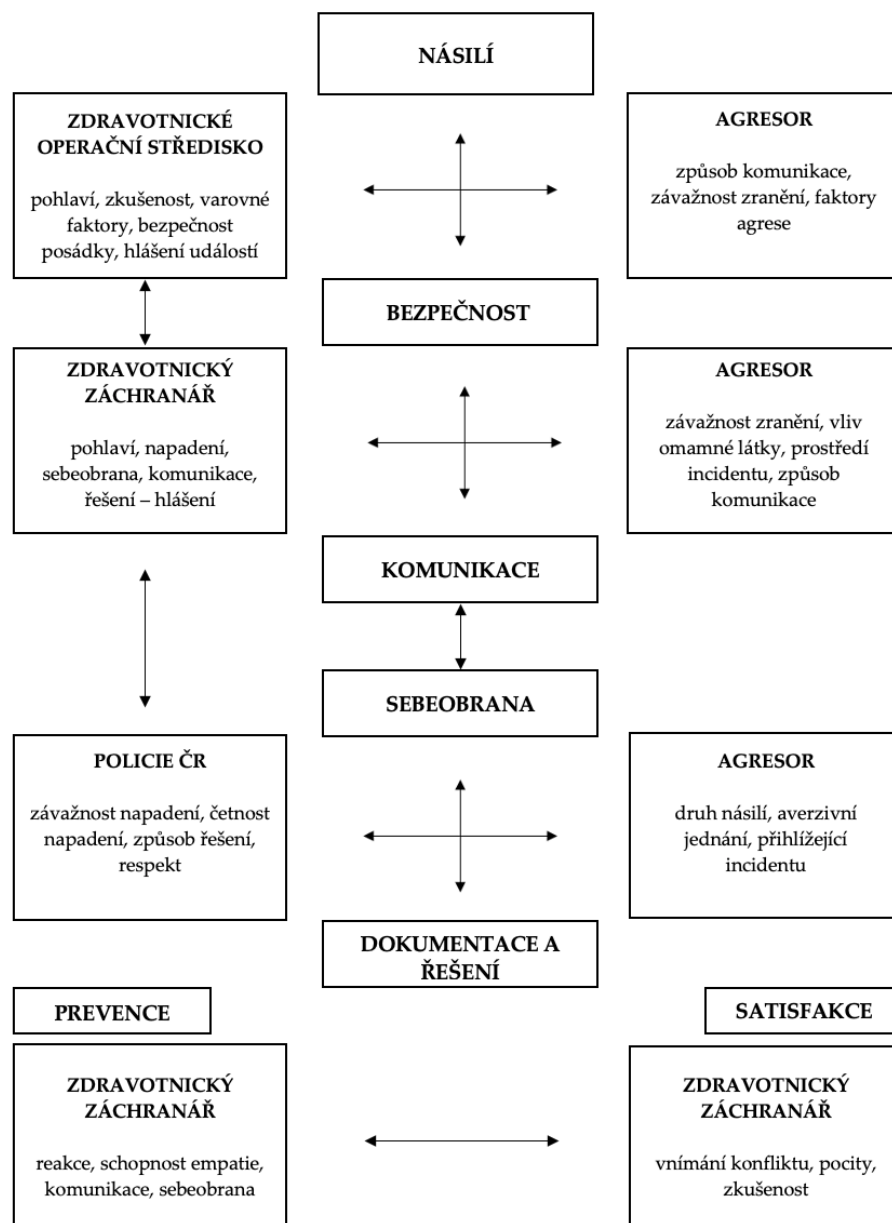 NÁSILÍ
ZDRAVOTNICKÉ
OPERAČNÍ STŘEDISKO
pohlaví, zkušenost, varovné
faktory, bezpečnost
posádky, hlášení událostí
AGRESOR
způsob komunikace,
závažnost zranění, faktory
agrese
BEZPEČNOST
ZDRAVOTNICKÝ
ZÁCHRANÁŘ
pohlaví, napadení,
sebeobrana, komunikace,
řešení – hlášení
AGRESOR
závažnost zranění, vliv
omamné látky, prostředí
incidentu, způsob
komunikace
KOMUNIKACE
SEBEOBRANA
POLICIE ČR
závažnost napadení, četnost
napadení, způsob řešení,
respekt
AGRESOR
druh násilí, averzivní
jednání, přihlížející
incidentu
DOKUMENTACE A
ŘEŠENÍ
PREVENCE
SATISFAKCE
ZDRAVOTNICKÝ
ZÁCHRANÁŘ
reakce, schopnost empatie,
komunikace, sebeobrana
ZDRAVOTNICKÝ
ZÁCHRANÁŘ
vnímání konfliktu, pocity,
zkušenost